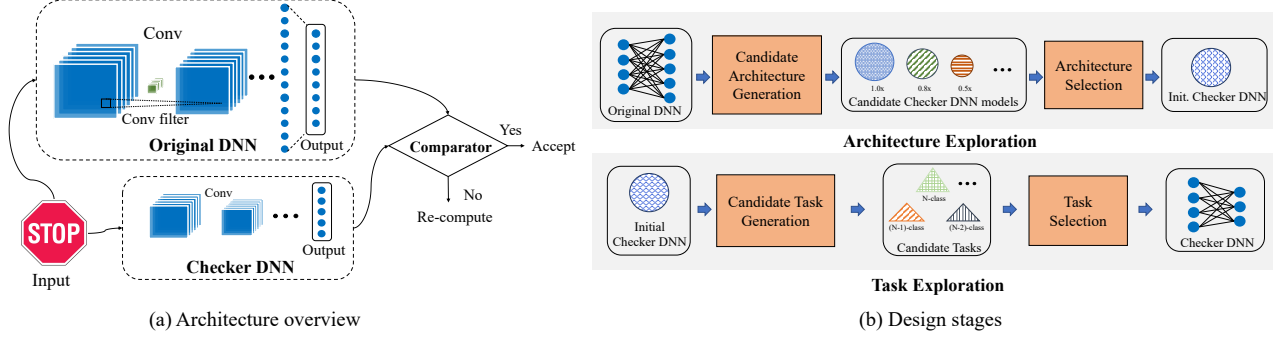 Conv
Conv filter
Original DNN
Output
Conv
Output
Checker DNN
STOP
Input
Comparator
Yes
Accept
No
Re-compute
(a) Architecture overview
Original DNN
Candidate
Architecture
Generation
1.0x
0.8x
0.5x
Candidate Checker DNN models
Architecture
Selection
Init. Checker DNN
Architecture Exploration
Initial
Checker DNN
Candidate Task
Generation
N-class
(N-1)-class
(N-2)-class
Candidate Tasks
Task
Selection
Checker DNN
Task Exploration
(b) Design stages